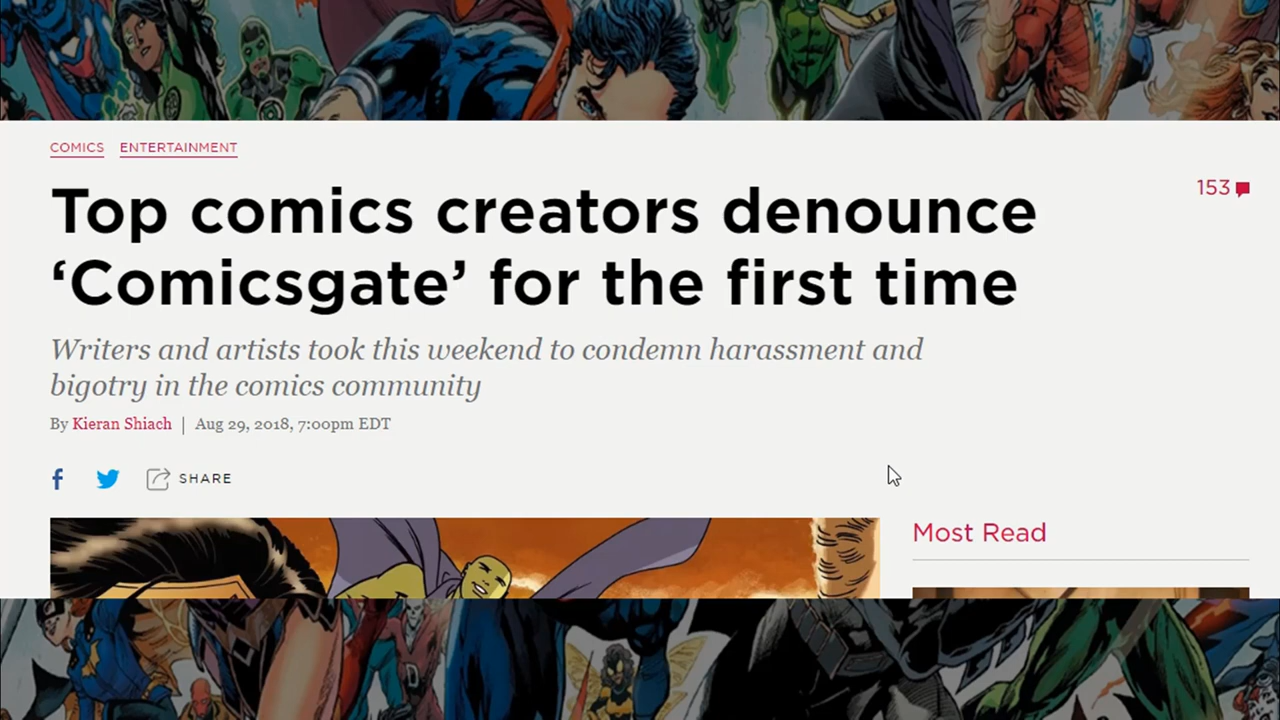 COMICS ENTERTAINMENT
153
Top comics creators denounce
‘Comicsgate’ for the first time
Writers and artists took this weekend to condemn harassment and
bigotry in the comics community
By Kieran Shiach | Aug 29, 2018, 7:00pm EDT
SHARE
Most Read